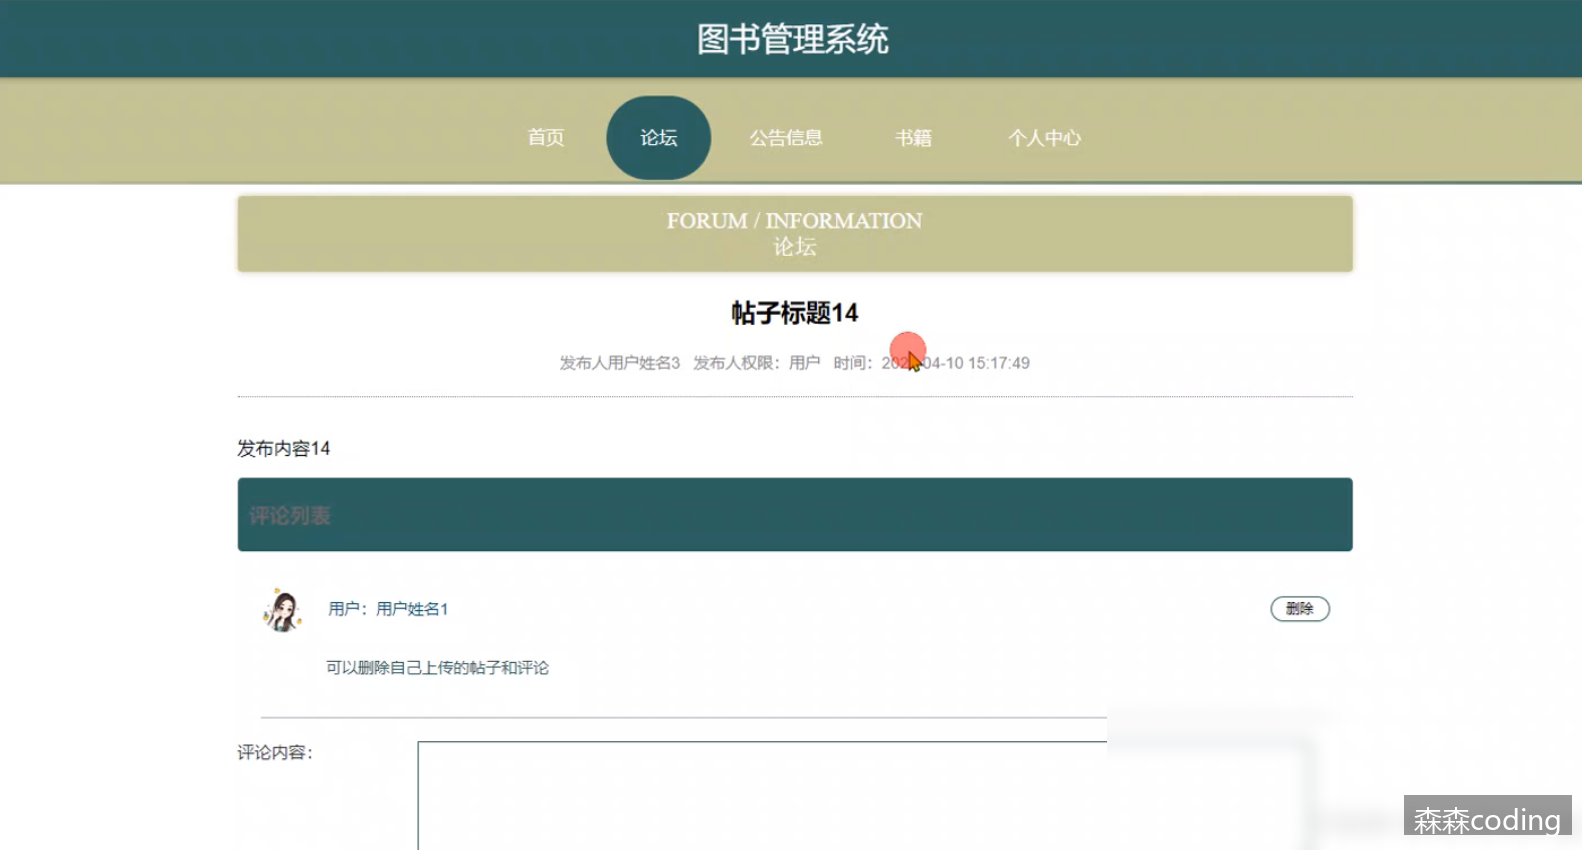 图书管理系统
首页 论坛 公告信息 书籍 个人中心
FORUM / INFORMATION
论坛
帖子标题14
发布人用户姓名3 发布人权限：用户 时间：
04-10 15:17:49
发布内容14
评论列表
用户：用户姓名1
删除
可以删除自己上传的帖子和评论
评论内容：
森森coding